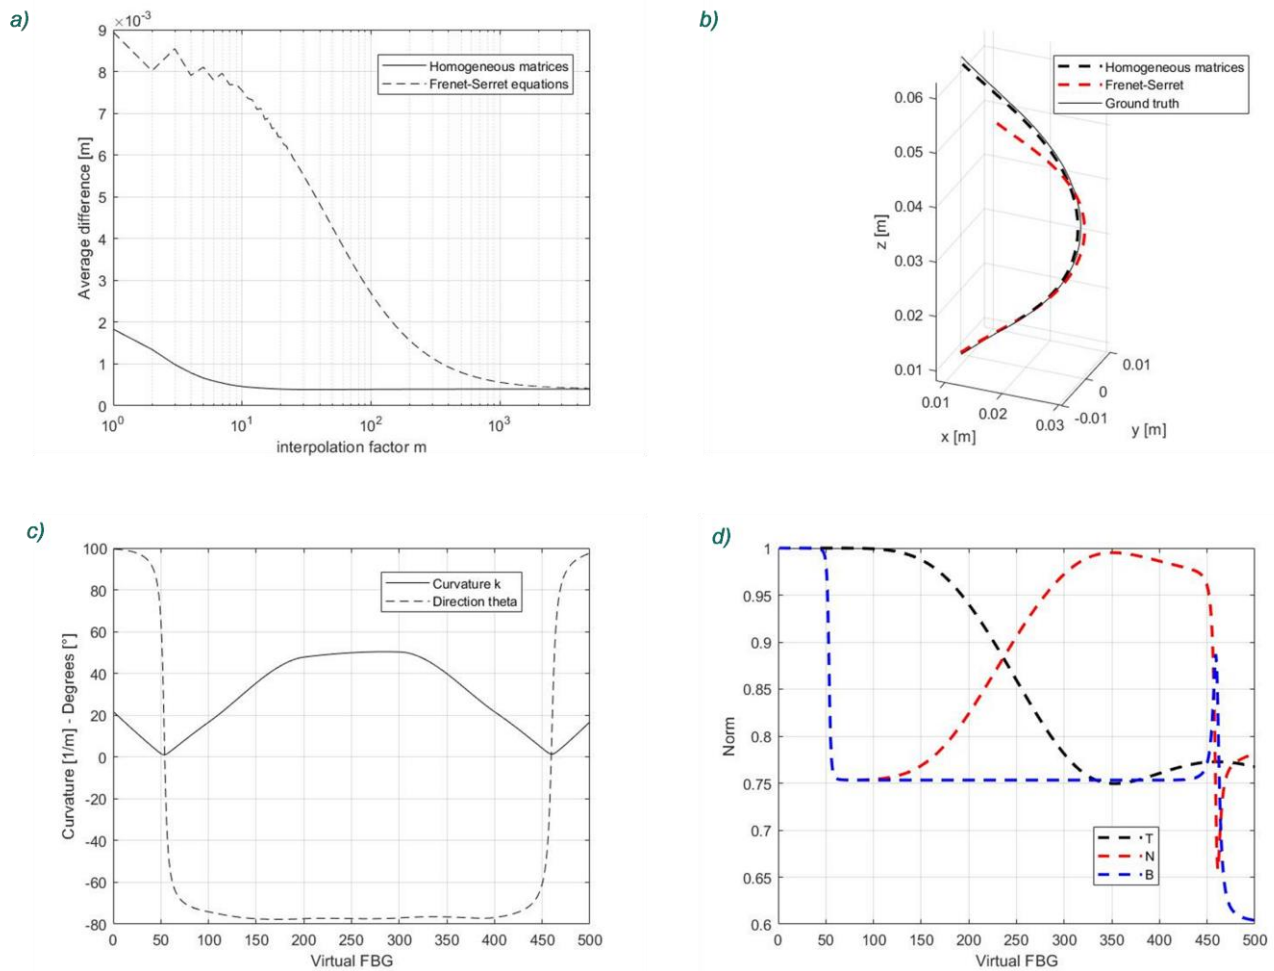 a)
×10⁻³
9
8
7
6
5
4
3
2
1
0
Average difference [m]
Homogeneous matrices
Frenet-Serret equations
10⁰ 10¹ 10² 10³
interpolation factor m
b)
Homogeneous matrices
Frenet-Serret
Ground truth
0.06
0.05
0.04
0.03
0.02
0.01
z [m]
0.01
0.02
0.03
x [m]
0.01
0
-0.01
y [m]
c)
100
80
60
40
20
0
-20
-40
-60
-80
Curvature [1/m] - Degrees [°]
Curvature k
Direction theta
0 50 100 150 200 250 300 350 400 450 500
Virtual FBG
d)
1
0.95
0.9
0.85
0.8
0.75
0.7
0.65
0.6
Norm
T
N
B
0 50 100 150 200 250 300 350 400 450 500
Virtual FBG